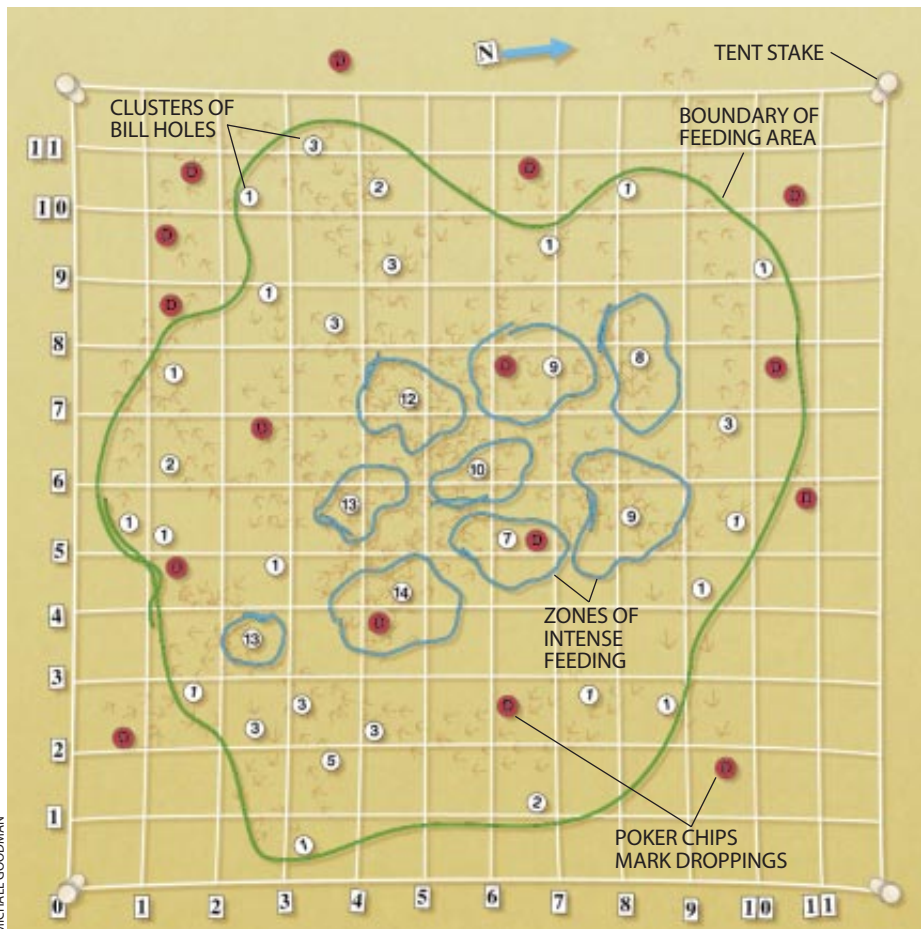 N
D
TENT STAKE
CLUSTERS OF
BILL HOLES
BOUNDARY OF
FEEDING AREA
11
3
D
D
1
2
1
D
10
D
3
1
1
9
1
D
3
8
1
D
9
8
D
7
12
3
D
2
10
6
13
9
D
1
1
7
D
1
5
D
1
14
1
4
D
13
ZONES OF
INTENSE
FEEDING
3
1
3
D
1
1
D
3
3
2
5
D
2
1
1
POKER CHIPS
MARK DROPPINGS
0 1 2 3 4 5 6 7 8 9 10 11
MICHAEL GOODMAN